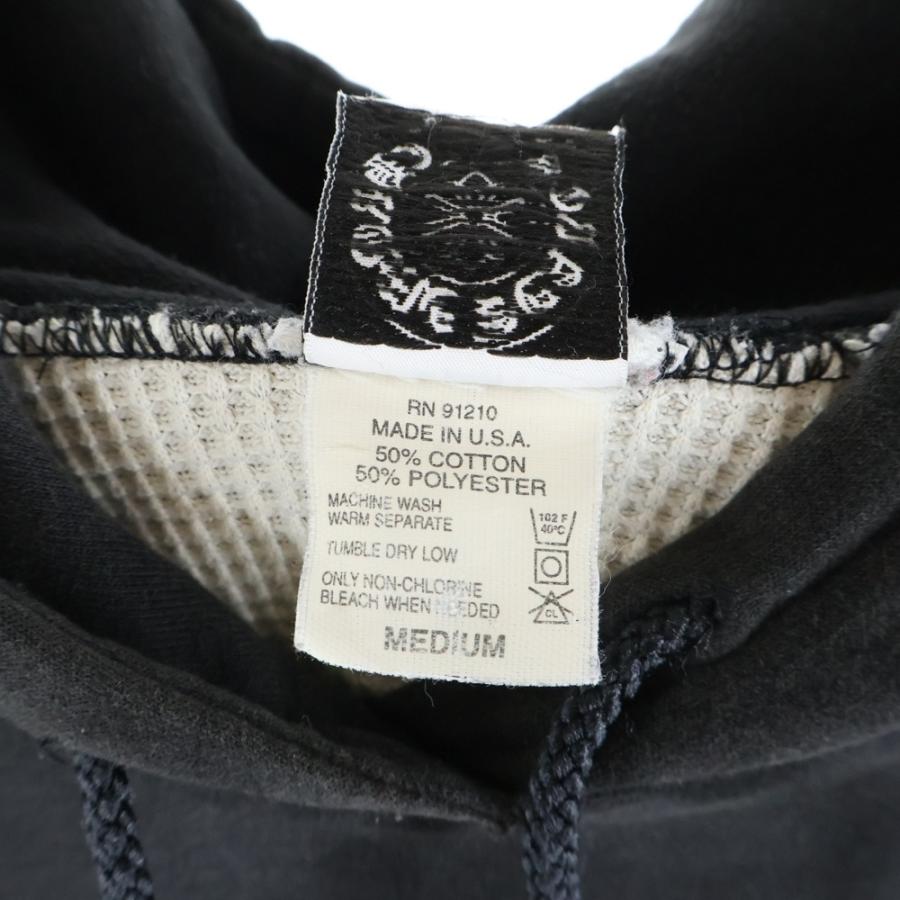 RN 91210
MADE IN U.S.A.
50% COTTON
50% POLYESTER
MACHINE WASH
WARM SEPARATE
102 F
40°C
TUMBLE DRY LOW
ONLY NON-CHLORINE
BLEACH WHEN NEEDED
CL
MEDIUM